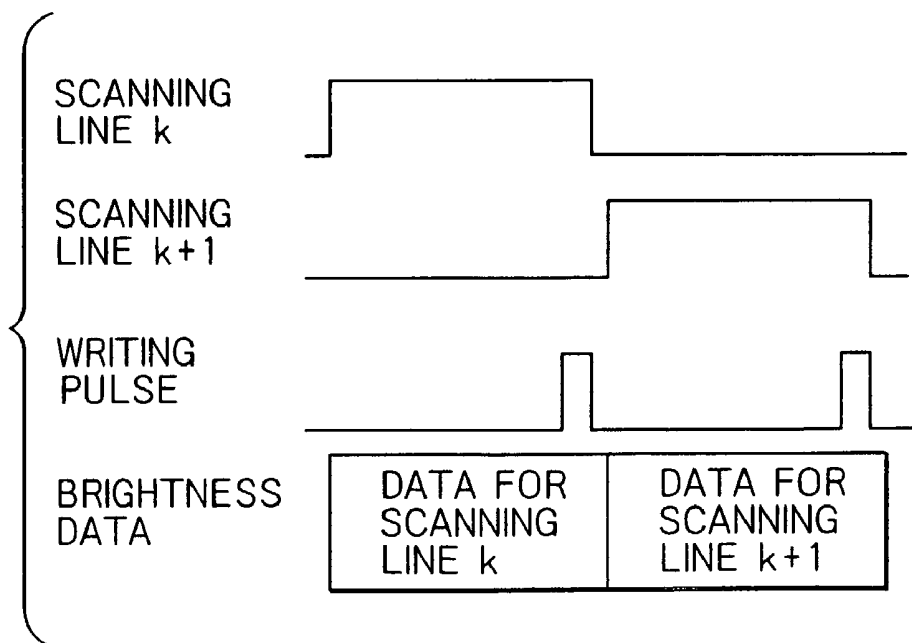 SCANNING
LINE k
SCANNING
LINE k+1
WRITING
PULSE
BRIGHTNESS
DATA
DATA FOR
SCANNING
LINE k
DATA FOR
SCANNING
LINE k+1